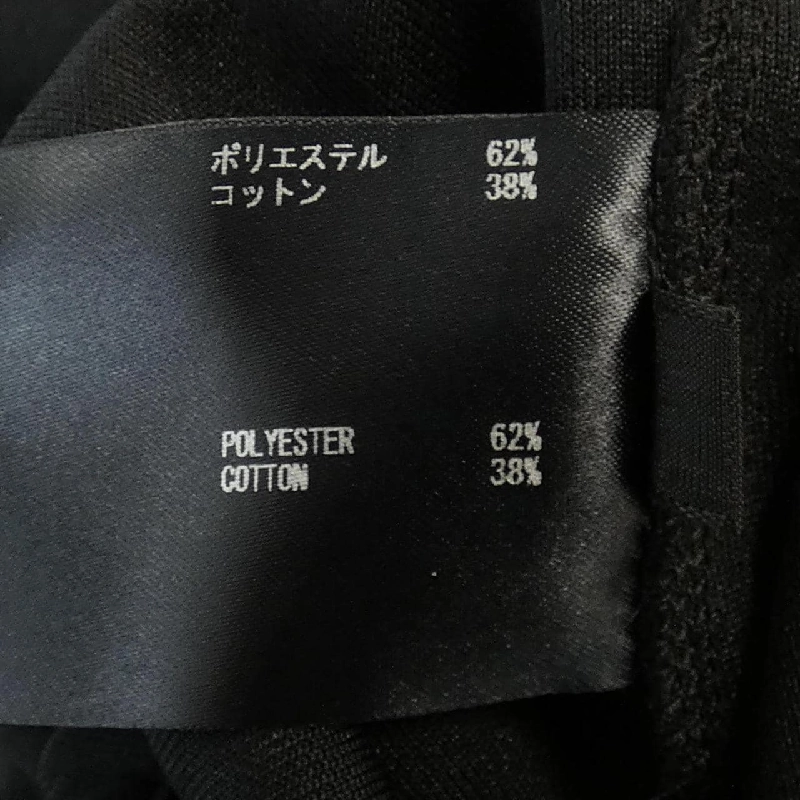 ポリエステル 62%
コットン 38%
POLYESTER 62%
COTTON 38%